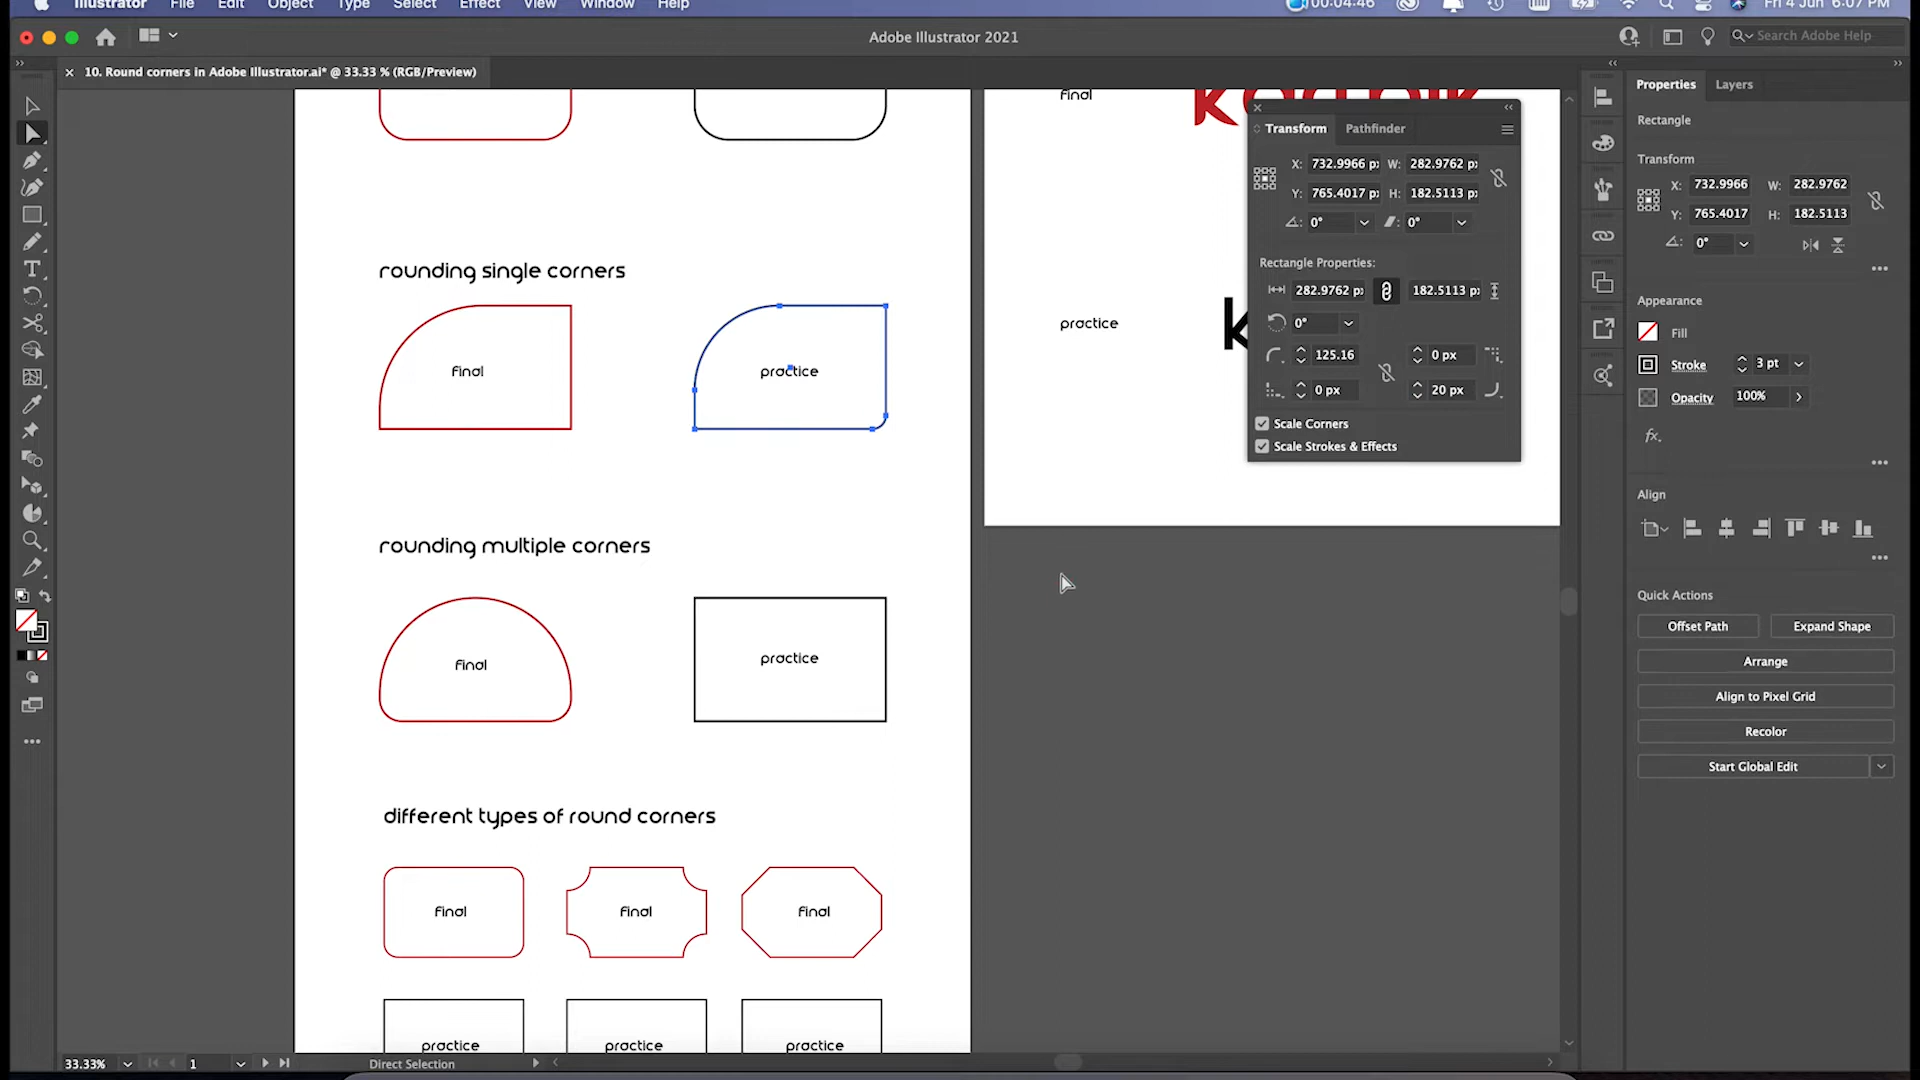 Illustrator File Edit Object Type Select Effect View Window Help 00:04:46 Fri 4 Jun 6:07 PM
Adobe Illustrator 2021
Search Adobe Help
10. Round corners in Adobe Illustrator.ai* @ 33.33 % (RGB/Preview)
Properties Layers
Rectangle
Transform
X: 732.9966 W: 282.9762
Y: 765.4017 H: 182.5113
0°
Appearance
Fill
Stroke 3 pt
Opacity 100%
fx.
Align
Quick Actions
Offset Path Expand Shape
Arrange
Align to Pixel Grid
Recolor
Start Global Edit
final
Transform Pathfinder
X: 732.9966 px W: 282.9762 px
Y: 765.4017 px H: 182.5113 px
0° 0°
Rectangle Properties:
282.9762 px 182.5113 px
0°
125.16 0 px
0 px 20 px
Scale Corners
Scale Strokes & Effects
practice
rounding single corners
final practice
rounding multiple corners
final practice
different types of round corners
final final final
practice practice practice
33.33% 1 Direct Selection